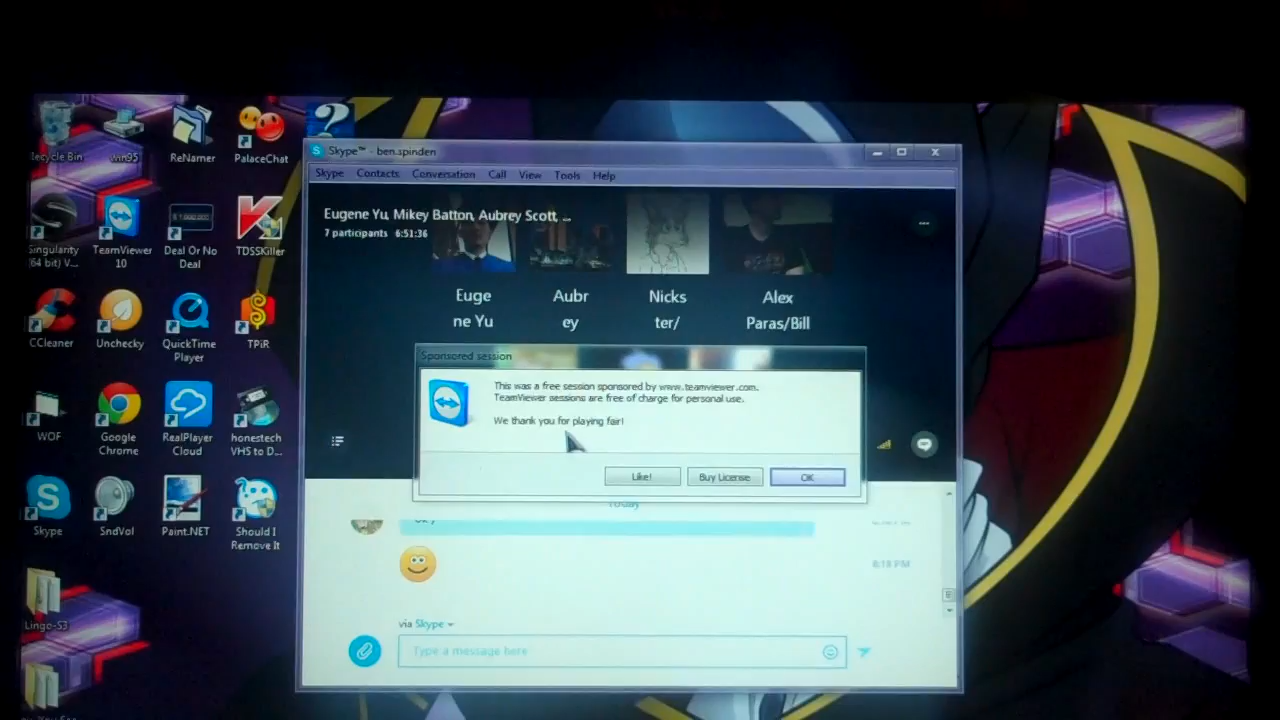 Recycle Bin
win95
ReNamer
PalaceChat
Singularity
(64 bit) V...
TeamViewer
10
Deal Or No
Deal
TDSSKiller
CCleaner
Unchecky
QuickTime
Player
TPiR
WOF
Google
Chrome
RealPlayer
Cloud
honestech
VHS to D...
Skype
SndVol
Paint.NET
Should I
Remove It
Lingo-S3
Skype™ - ben.spinden
Skype Contacts Conversation Call View Tools Help
Eugene Yu, Mikey Batton, Aubrey Scott, ...
7 participants 6:51:36
Euge
ne Yu
Aubr
ey
Nicks
ter/
Alex
Paras/Bill
Sponsored session
This was a free session sponsored by www.teamviewer.com.
TeamViewer sessions are free of charge for personal use.
We thank you for playing fair!
Like! Buy License OK
Today
8:18 PM
via Skype
Type a message here